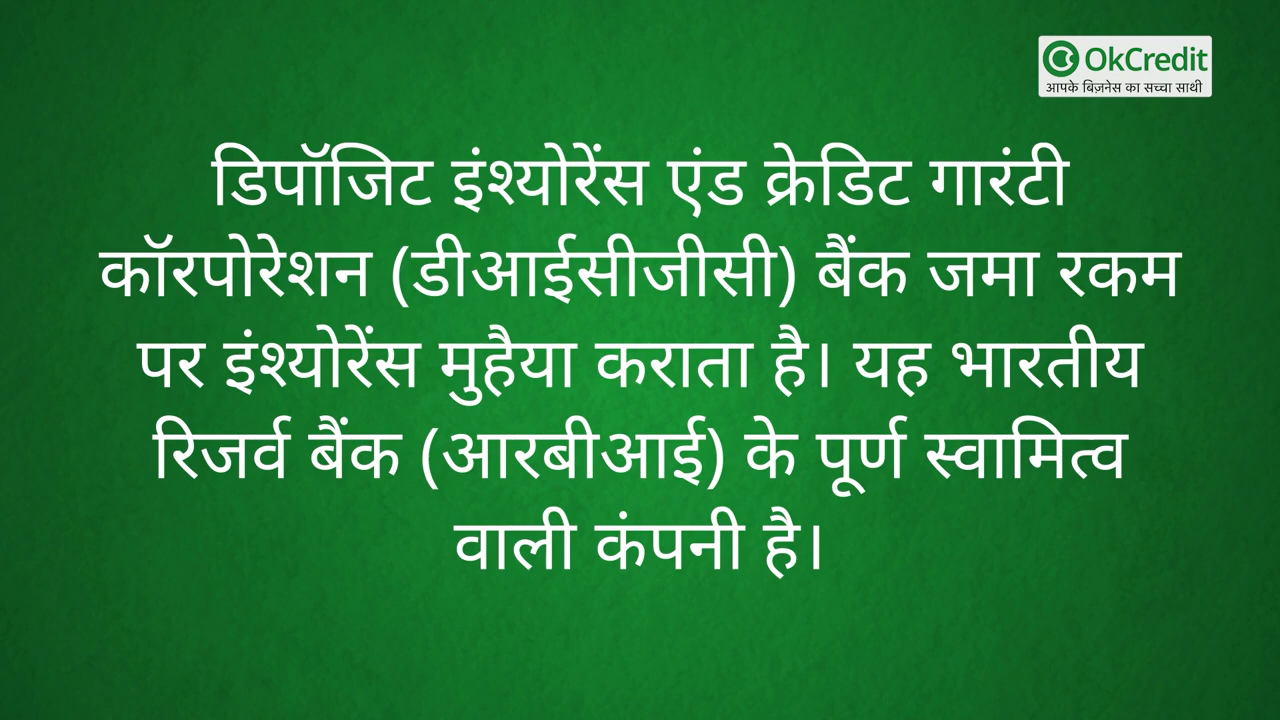 OkCredit
आपके बिज़नेस का सच्चा साथी
डिपॉजिट इंश्योरेंस एंड क्रेडिट गारंटी
कॉरपोरेशन (डीआईसीजीसी) बैंक जमा रकम
पर इंश्योरेंस मुहैया कराता है। यह भारतीय
रिजर्व बैंक (आरबीआई) के पूर्ण स्वामित्व
वाली कंपनी है।